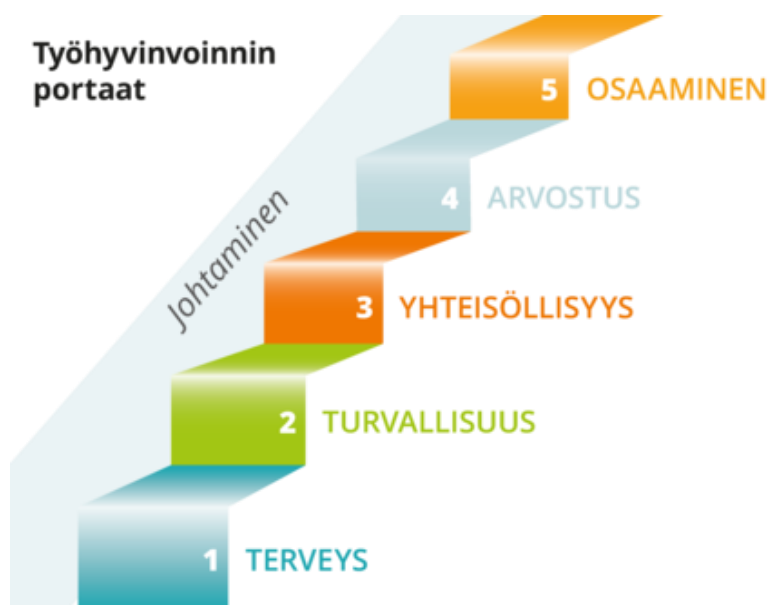 Työhyvinvoinnin
portaat
5 OSAAMINEN
4 ARVOSTUS
Johtaminen
3 YHTEISÖLLISYYS
2 TURVALLISUUS
1 TERVEYS